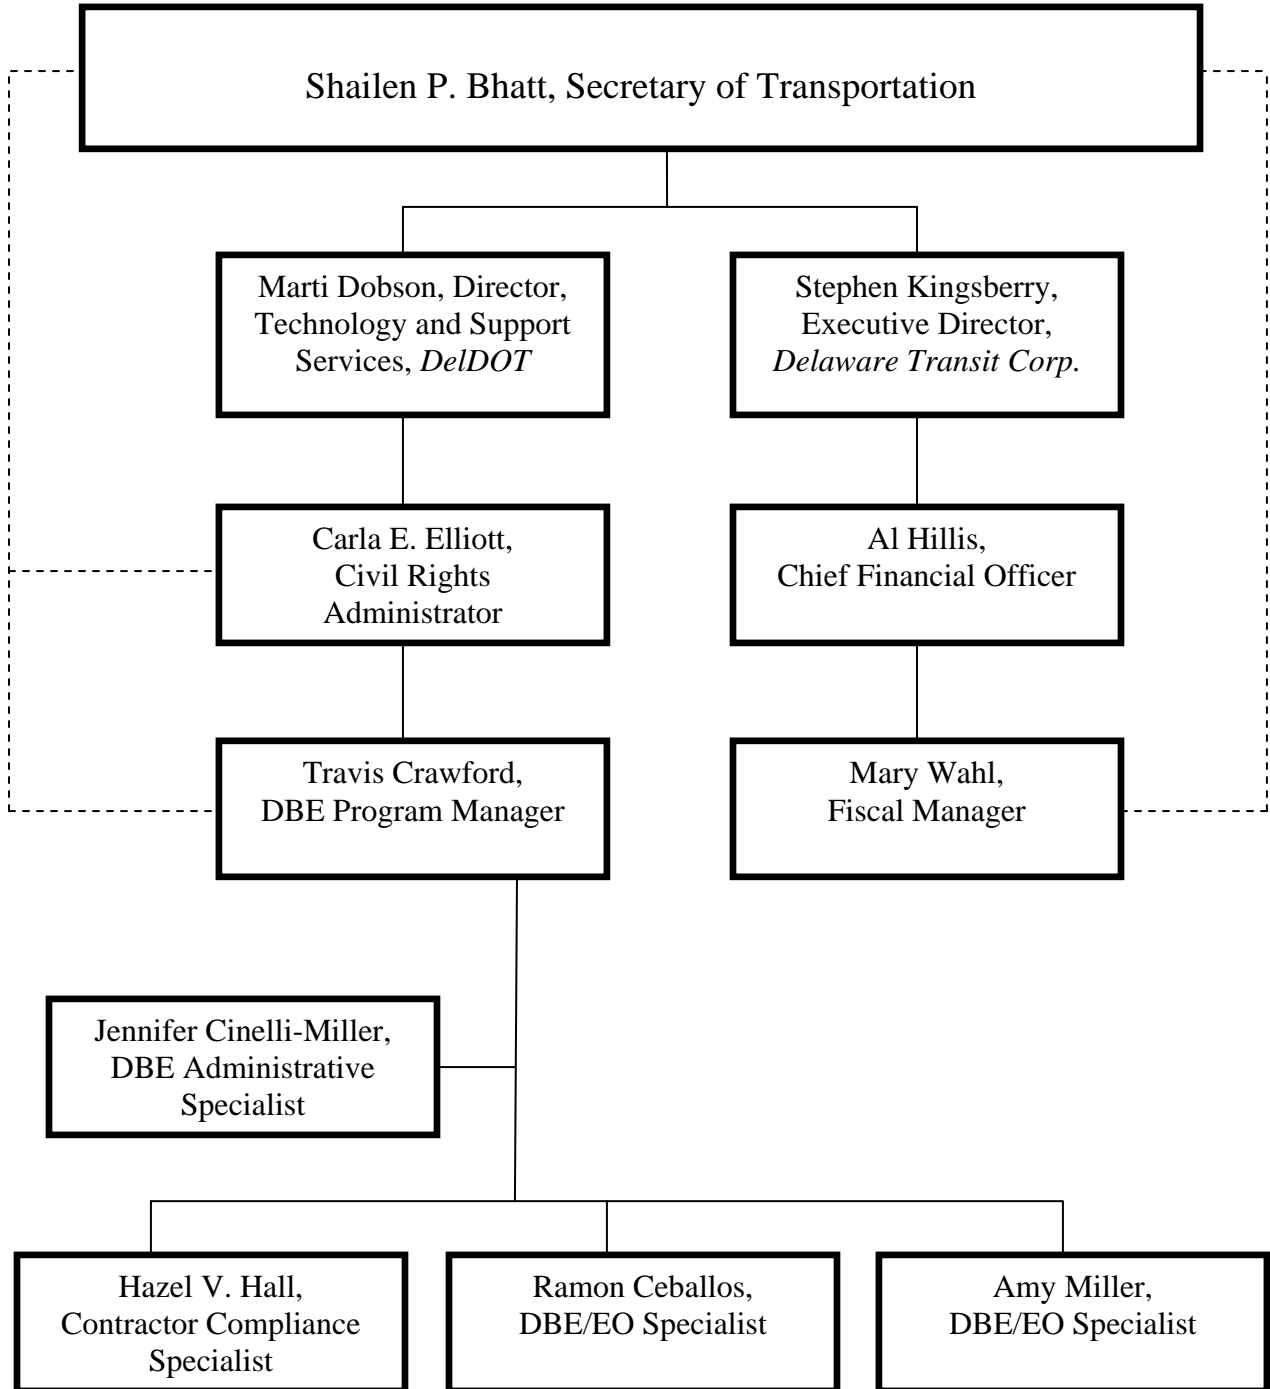 Shailen P. Bhatt, Secretary of Transportation
Marti Dobson, Director,
Technology and Support
Services, DelDOT
Stephen Kingsberry,
Executive Director,
Delaware Transit Corp.
Carla E. Elliott,
Civil Rights
Administrator
Al Hillis,
Chief Financial Officer
Travis Crawford,
DBE Program Manager
Mary Wahl,
Fiscal Manager
Jennifer Cinelli-Miller,
DBE Administrative
Specialist
Hazel V. Hall,
Contractor Compliance
Specialist
Ramon Ceballos,
DBE/EO Specialist
Amy Miller,
DBE/EO Specialist